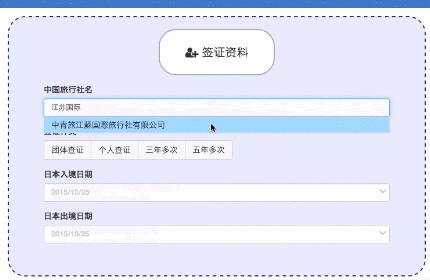 签证资料
中国旅行社名
江苏国际
中青旅江蘇国際旅行社有限公司
团体查证 个人查证 三年多次 五年多次
日本入境日期
2015/10/25
日本出境日期
2015/10/25